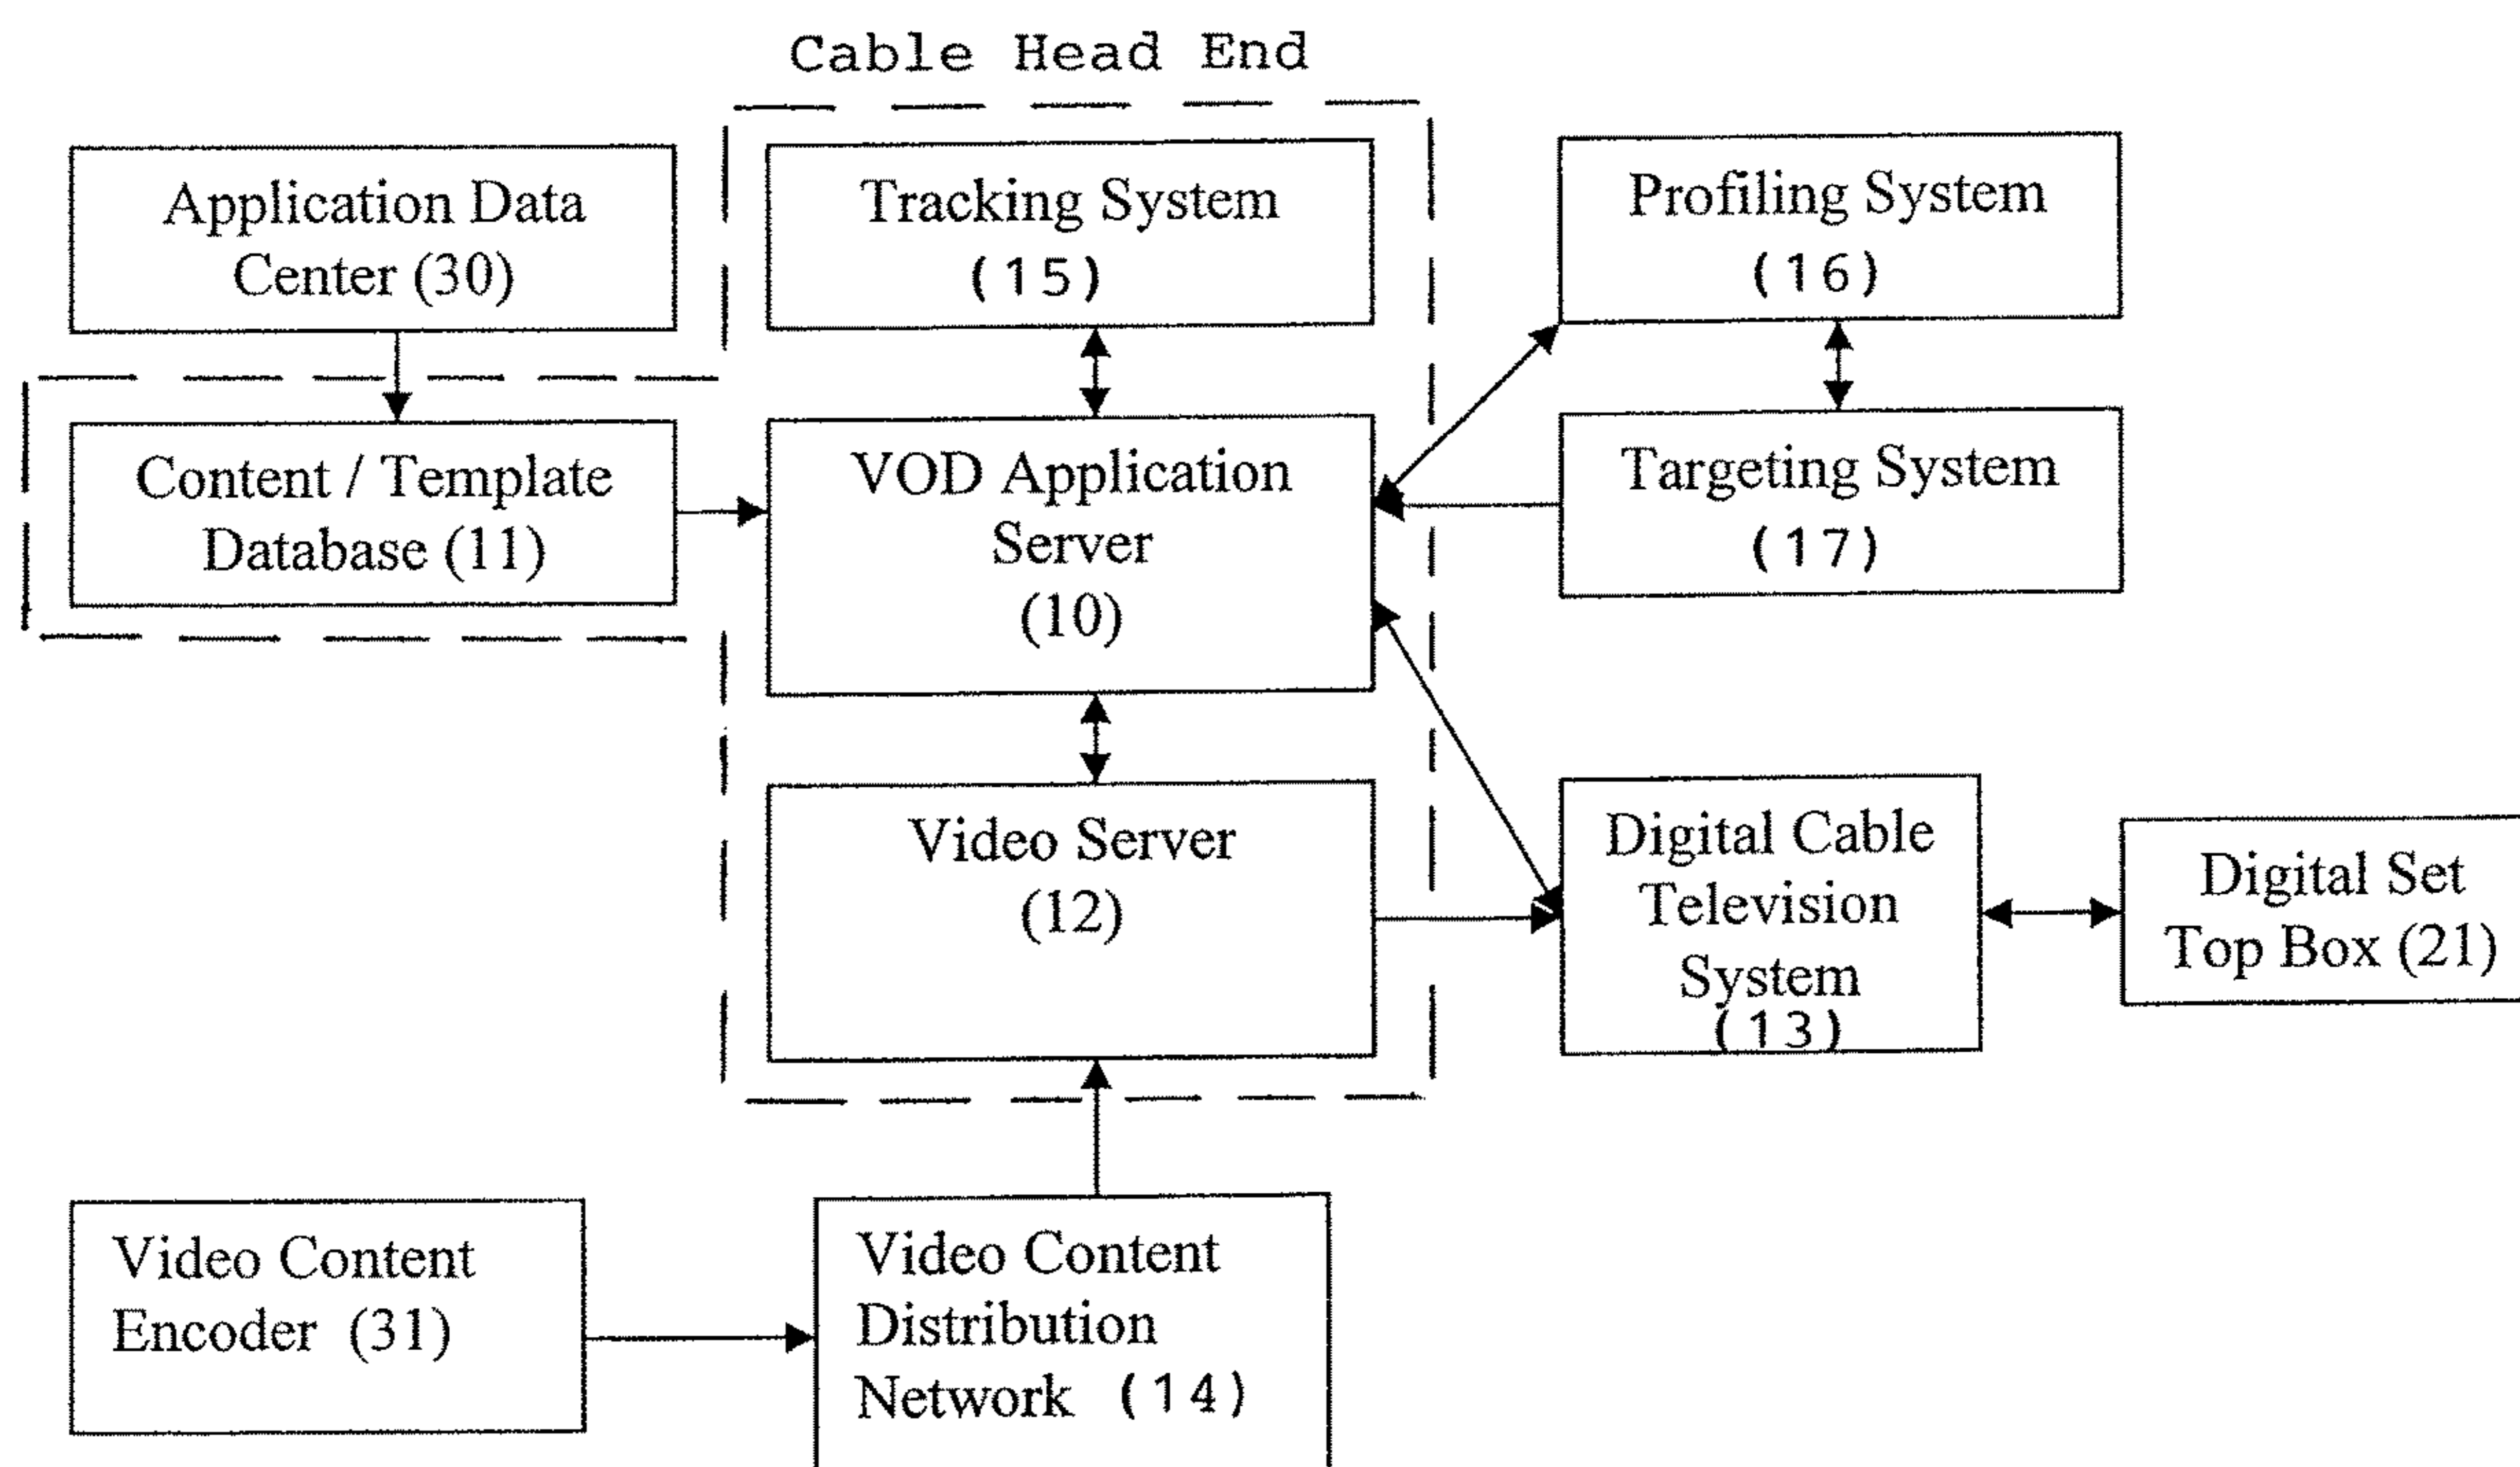 Cable Head End
Application Data
Center (30)
Tracking System
(15)
Profiling System
(16)
Content / Template
Database (11)
VOD Application
Server
(10)
Targeting System
(17)
Video Server
(12)
Digital Cable
Television
System
(13)
Digital Set
Top Box (21)
Video Content
Encoder (31)
Video Content
Distribution
Network (14)